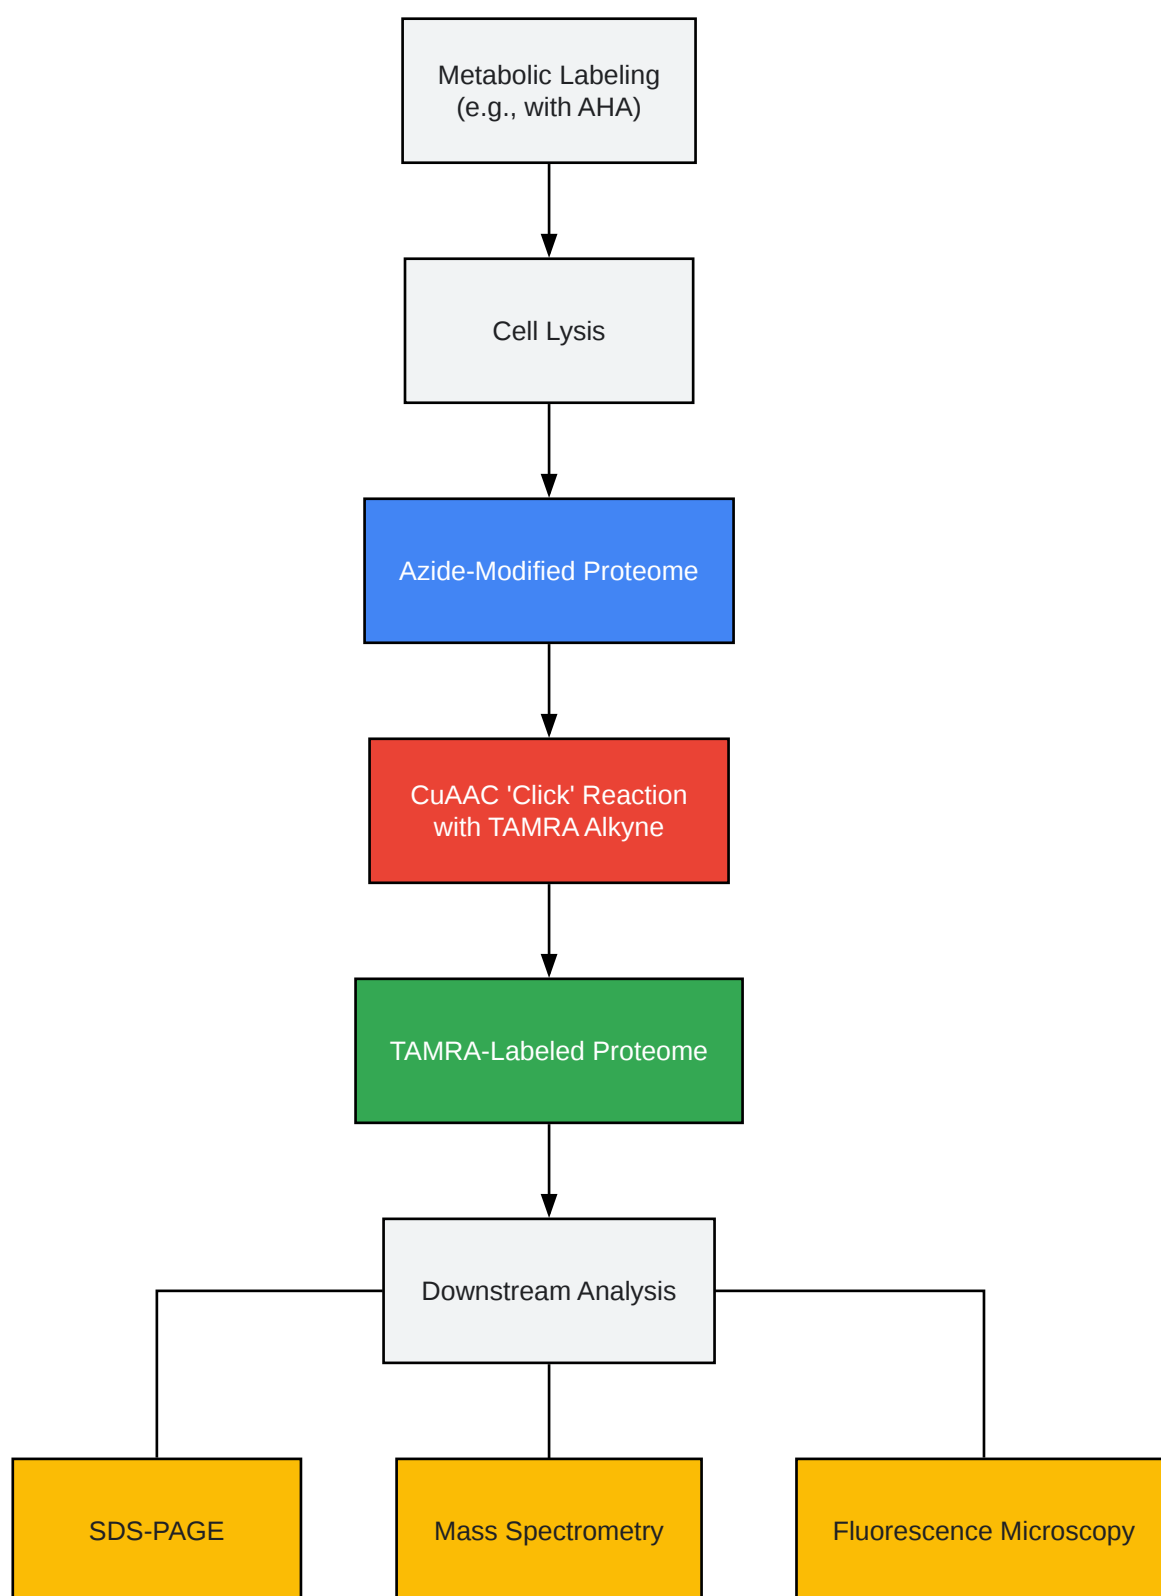 Metabolic Labeling
(e.g., with AHA)
Cell Lysis
Azide-Modified Proteome
CuAAC 'Click' Reaction
with TAMRA Alkyne
TAMRA-Labeled Proteome
Downstream Analysis
SDS-PAGE
Mass Spectrometry
Fluorescence Microscopy